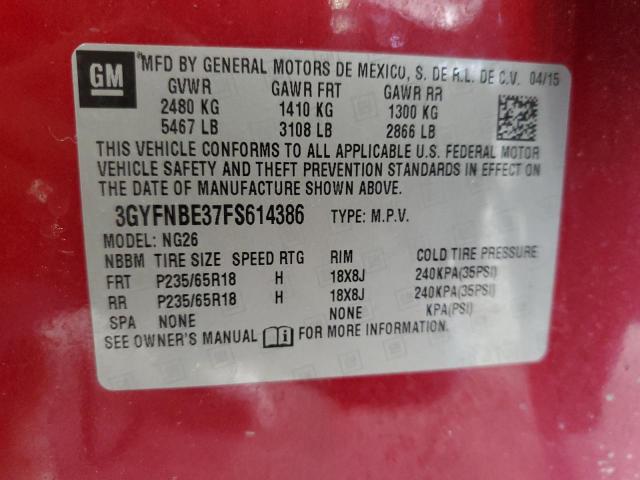 GM
*MFD BY GENERAL MOTORS DE MEXICO, S. DE R.L. DE C.V. 04/15
GVWR GAWR FRT GAWR RR
2480 KG 1410 KG 1300 KG
5467 LB 3108 LB 2866 LB
THIS VEHICLE CONFORMS TO ALL APPLICABLE U.S. FEDERAL MOTOR
VEHICLE SAFETY AND THEFT PREVENTION STANDARDS IN EFFECT ON
THE DATE OF MANUFACTURE SHOWN ABOVE.
3GYFNBE37FS614386 TYPE: M.P.V.
MODEL: NG26
NBBM TIRE SIZE SPEED RTG RIM COLD TIRE PRESSURE
FRT P235/65R18 H 18X8J 240KPA(35PSI)
RR P235/65R18 H 18X8J 240KPA(35PSI)
SPA NONE NONE KPA(PSI)
SEE OWNER'S MANUAL FOR MORE INFORMATION.